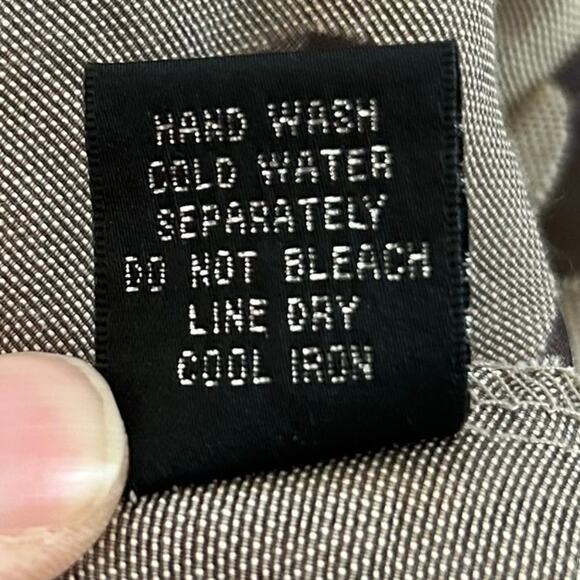 HAND WASH
COLD WATER
SEPARATELY
DO NOT BLEACH
LINE DRY
COOL IRON